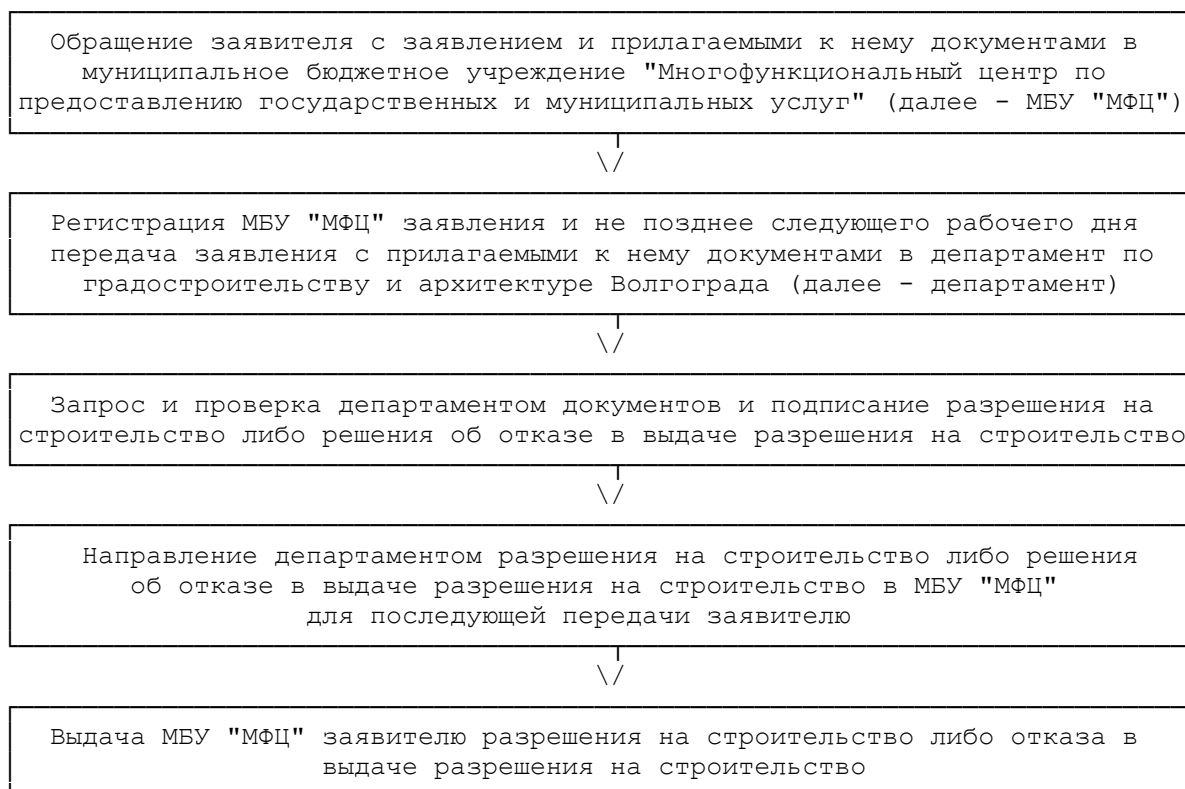 Обращение заявителя с заявлением и прилагаемыми к нему документами в
муниципальное бюджетное учреждение "Многофункциональный центр по
предоставлению государственных и муниципальных услуг" (далее - МБУ "МФЦ")
\/
Регистрация МБУ "МФЦ" заявления и не позднее следующего рабочего дня
передача заявления с прилагаемыми к нему документами в департамент по
градостроительству и архитектуре Волгограда (далее - департамент)
\/
Запрос и проверка департаментом документов и подписание разрешения на
строительство либо решения об отказе в выдаче разрешения на строительство
\/
Направление департаментом разрешения на строительство либо решения
об отказе в выдаче разрешения на строительство в МБУ "МФЦ"
для последующей передачи заявителю
\/
Выдача МБУ "МФЦ" заявителю разрешения на строительство либо отказа в
выдаче разрешения на строительство